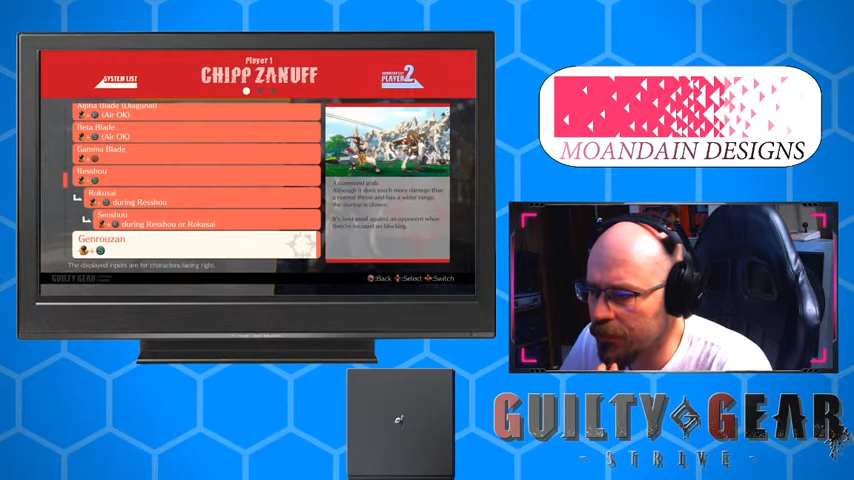 Player 1
SYSTEM LIST
CHIPP ZANUFF
PLAYER 2
Alpha Blade (Diagonal)
(Air OK)
Beta Blade
(Air OK)
Gamma Blade
Resshou
Rokusai
during Resshou
Senshuu
during Resshou or Rokusai
Genrouzan
A command grab.
Although it does much more damage than
a normal throw and has a wider range,
the startup is slower.
It's best used against an opponent when
they're focused on blocking.
The displayed inputs are for characters facing right.
GUILTY GEAR
:Back :Select :Switch
MOANDAIN DESIGNS
GUILTY GEAR
-STRIVE-